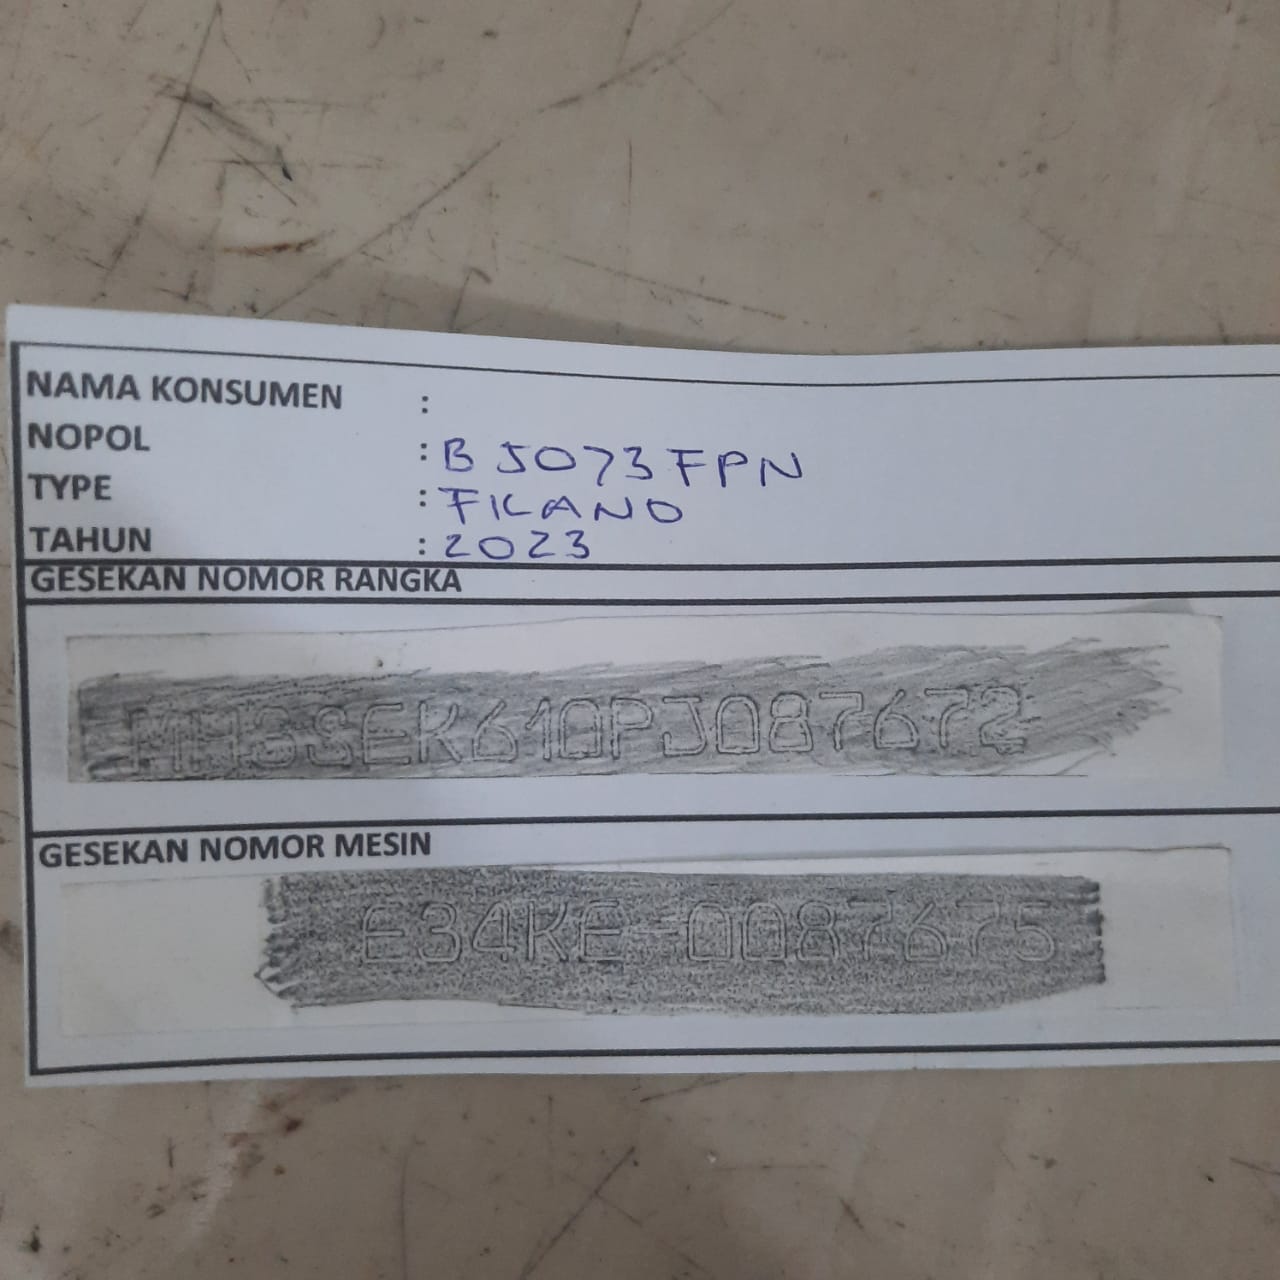 NAMA KONSUMEN :
NOPOL : B 5073 FPN
TYPE : FILANO
TAHUN : 2023
GESEKAN NOMOR RANGKA
MH3SEK610PJ087672
GESEKAN NOMOR MESIN
E34KE-0087675